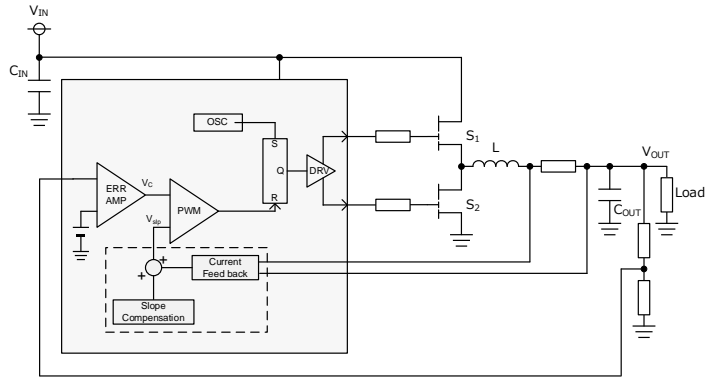 VIN
CIN
OSC
S
Q
R
DRV
S1
L
VOUT
ERR
AMP
VC
PWM
S2
COUT
Load
Vslp
+
+
Current
Feed back
Slope
Compensation